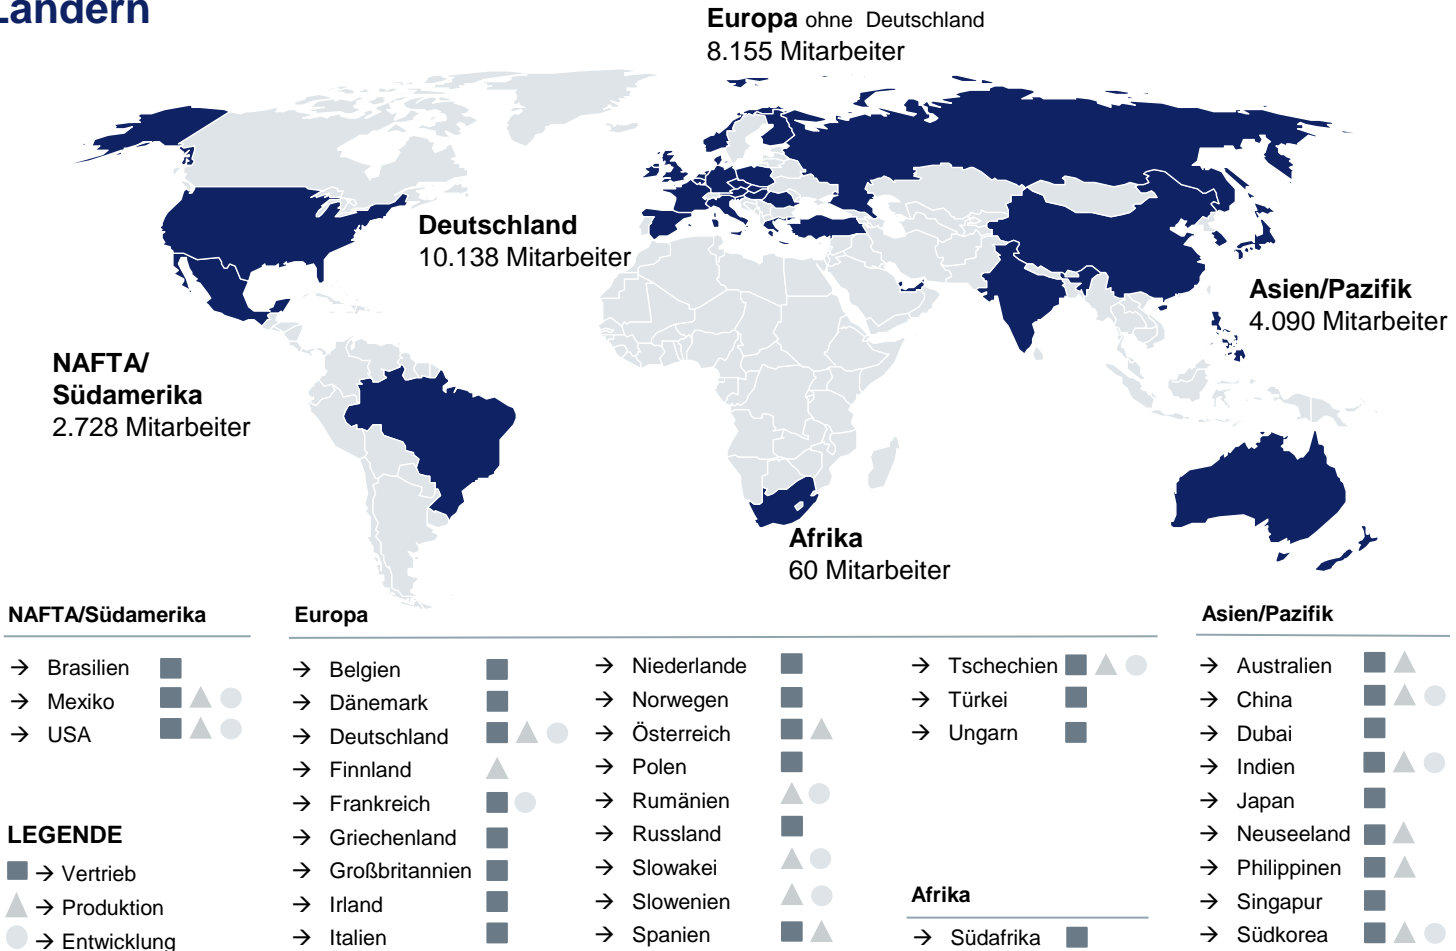 Ländern
Europa ohne Deutschland
8.155 Mitarbeiter
Deutschland
10.138 Mitarbeiter
Asien/Pazifik
4.090 Mitarbeiter
NAFTA/
Südamerika
2.728 Mitarbeiter
Afrika
60 Mitarbeiter
NAFTA/Südamerika
→ Brasilien
→ Mexiko
→ USA
LEGENDE
→ Vertrieb
→ Produktion
→ Entwicklung
Europa
→ Belgien
→ Dänemark
→ Deutschland
→ Finnland
→ Frankreich
→ Griechenland
→ Großbritannien
→ Irland
→ Italien
→ Niederlande
→ Norwegen
→ Österreich
→ Polen
→ Rumänien
→ Russland
→ Slowakei
→ Slowenien
→ Spanien
→ Tschechien
→ Türkei
→ Ungarn
Afrika
→ Südafrika
Asien/Pazifik
→ Australien
→ China
→ Dubai
→ Indien
→ Japan
→ Neuseeland
→ Philippinen
→ Singapur
→ Südkorea